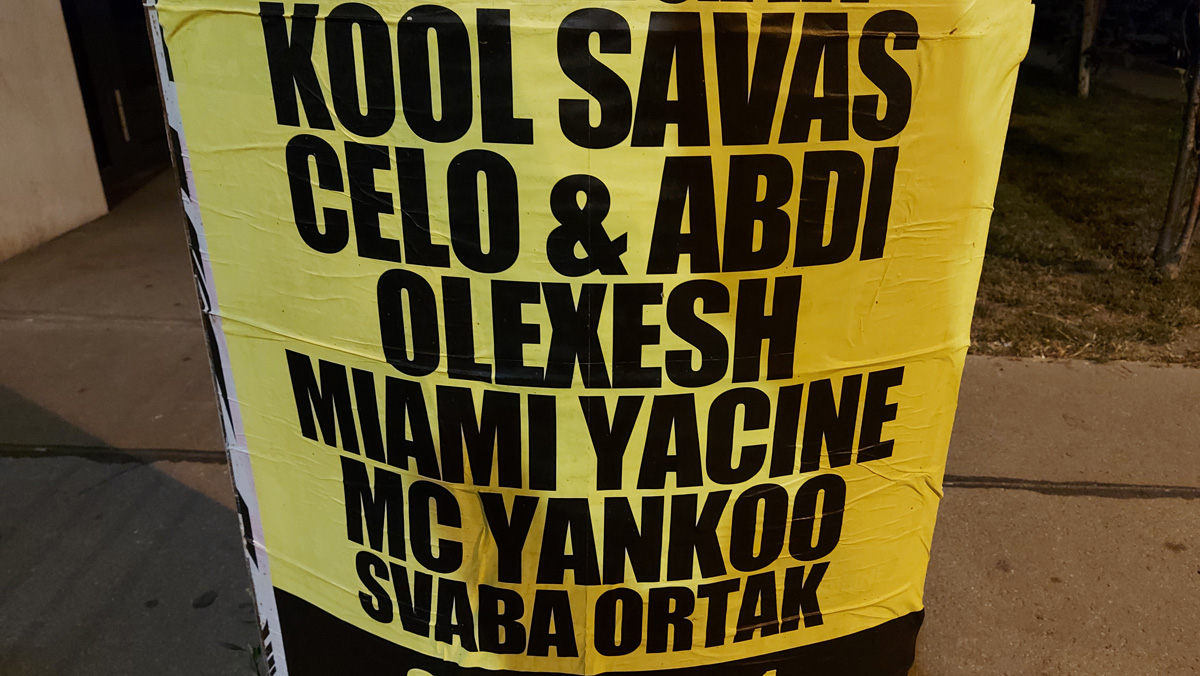 KOOL SAVAS
CELO & ABDI
OLEXESH
MIAMI YACINE
MC YANKOO
SVABA ORTAK